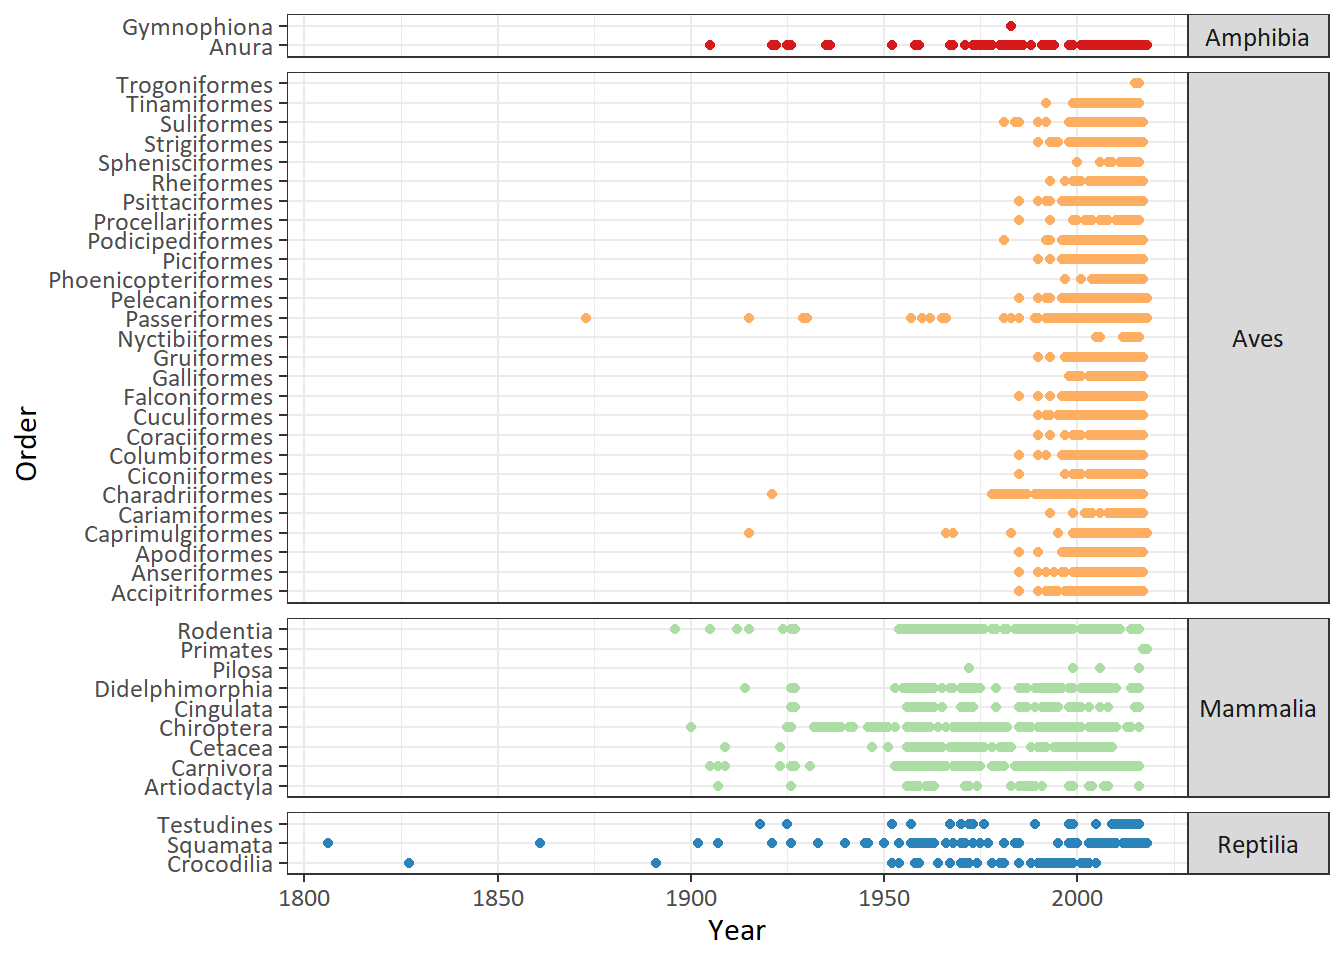 Gymnophiona
Anura
Amphibia
Trogoniformes
Tinamiformes
Suliformes
Strigiformes
Sphenisciformes
Rheiformes
Psittaciformes
Procellariiformes
Podicipediformes
Piciformes
Phoenicopteriformes
Pelecaniformes
Passeriformes
Nyctibiiformes
Gruiformes
Galliformes
Falconiformes
Cuculiformes
Coraciiformes
Columbiformes
Ciconiiformes
Charadriiformes
Cariamiformes
Caprimulgiformes
Apodiformes
Anseriformes
Accipitriformes
Aves
Rodentia
Primates
Pilosa
Didelphimorphia
Cingulata
Chiroptera
Cetacea
Carnivora
Artiodactyla
Mammalia
Testudines
Squamata
Crocodilia
Reptilia
Order
1800 1850 1900 1950 2000
Year